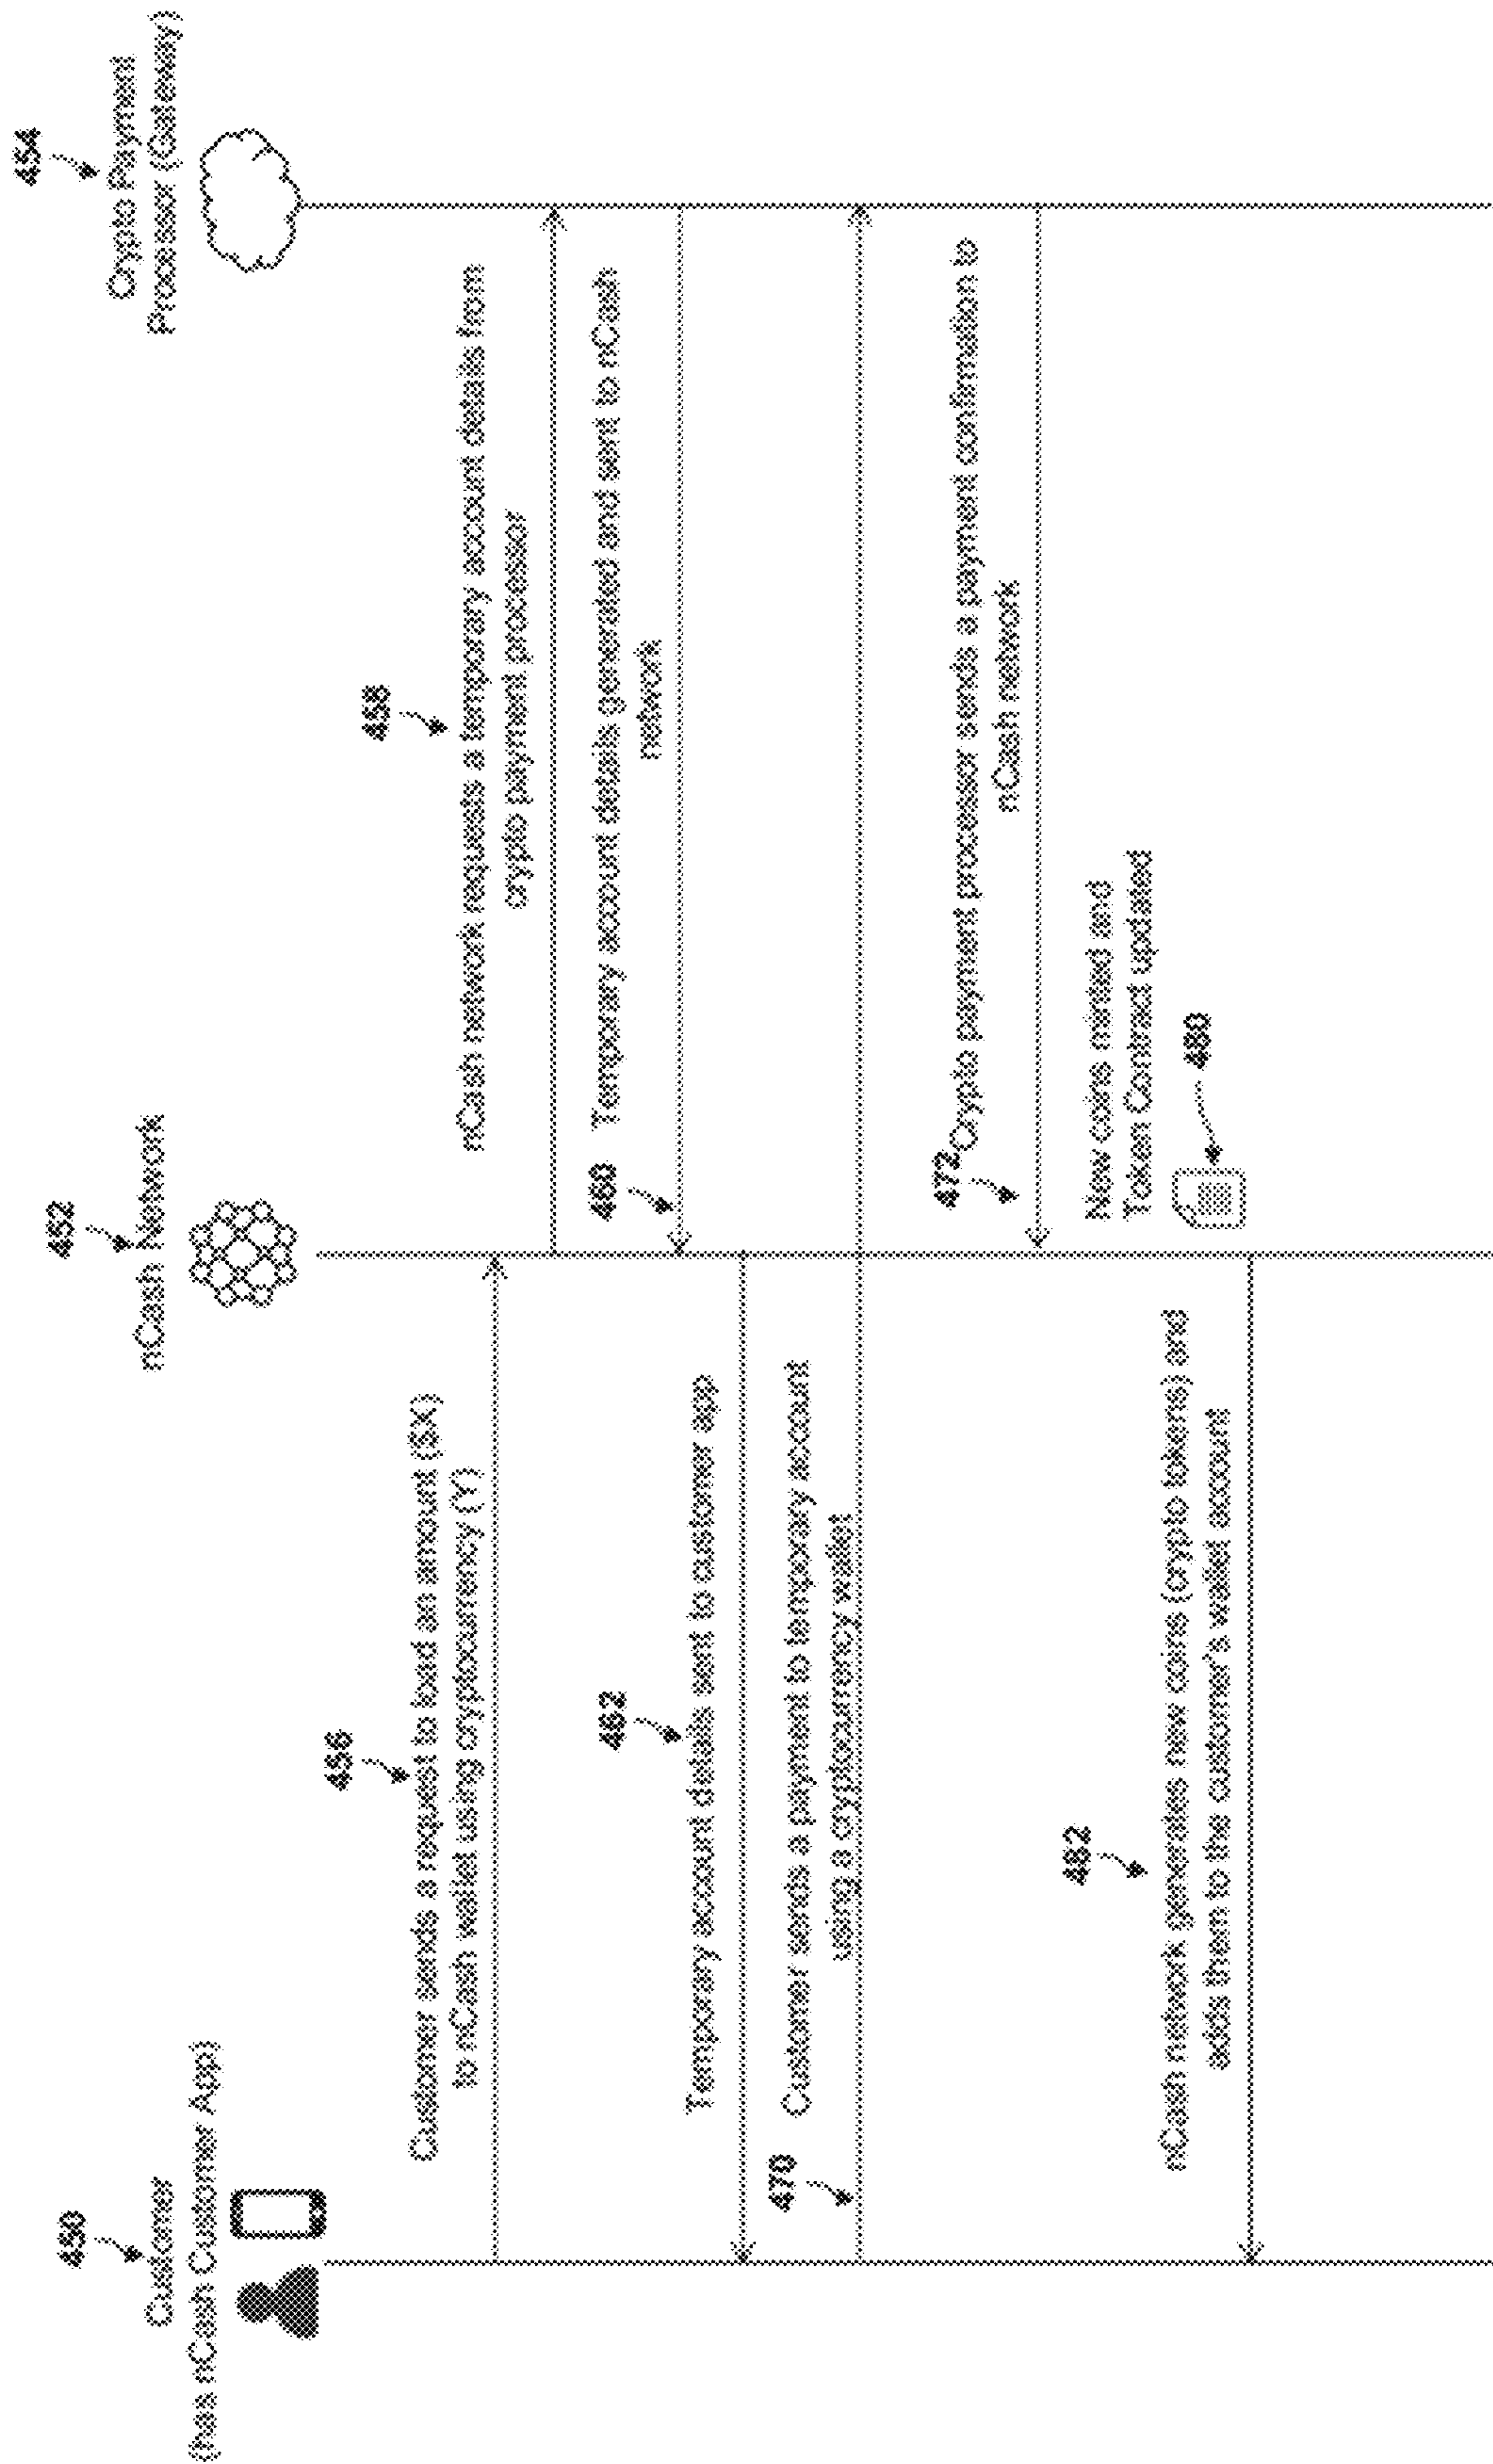 450
Customer
(has nCash Customer App)
452
nCash Network
454
Crypto Payment
Processor (Gateway)
456
Customer sends a request to load an amount ($X)
to nCash wallet using cryptocurrency (Y)
458
nCash network requests a temporary account details from
crypto payment processor
460
Temporary account details generated and sent to nCash
network
462
Temporary account details sent to customer app
470
Customer sends a payment to temporary account
using a cryptocurrency wallet
472
Crypto payment processor sends a payment confirmation to
nCash network
New coins minted and
Token Contract updated
480
482
nCash network generates new coins (crypto tokens) and
adds them to the customer's wallet account